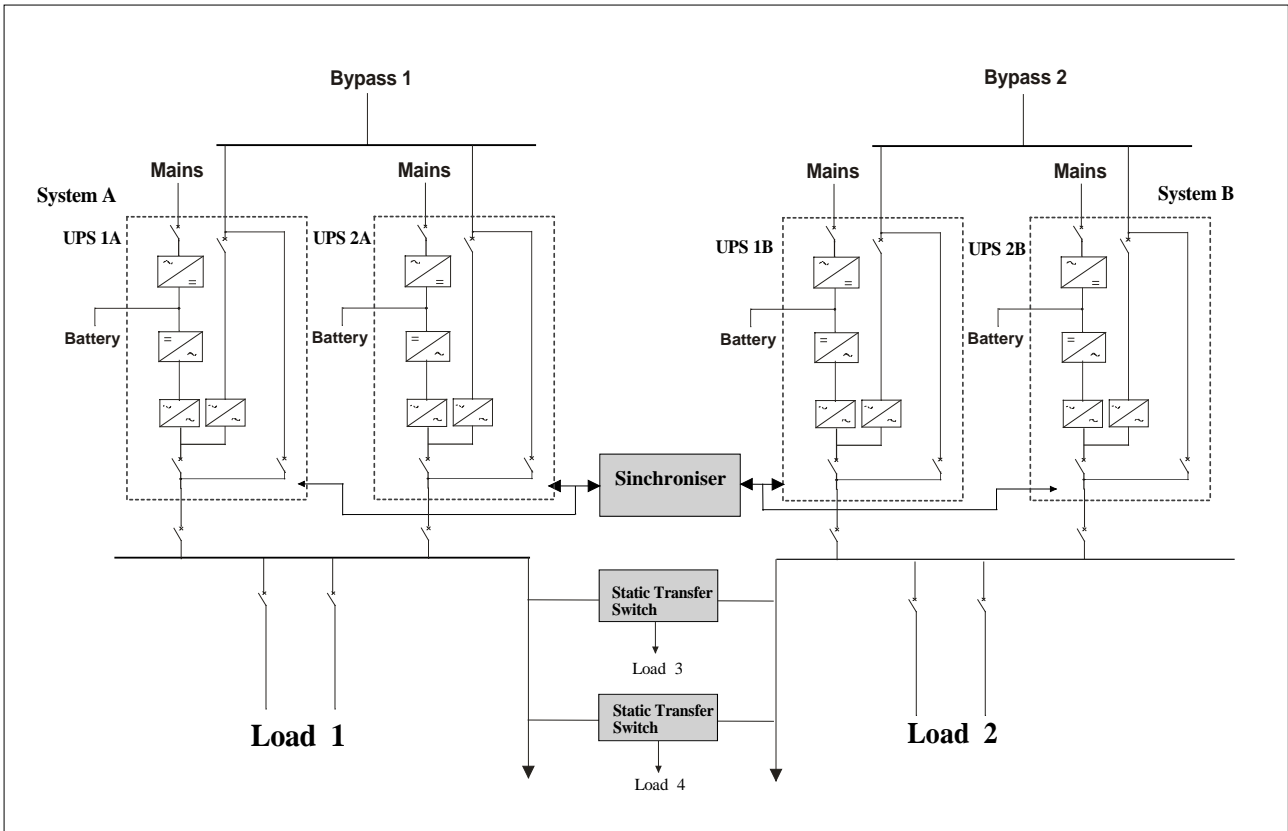 Bypass 1
Bypass 2
Mains
Mains
Mains
Mains
System A
System B
UPS 1A
UPS 2A
UPS 1B
UPS 2B
Battery
Battery
Battery
Battery
Sinchroniser
Static Transfer
Switch
Load 3
Static Transfer
Switch
Load 1
Load 2
Load 4